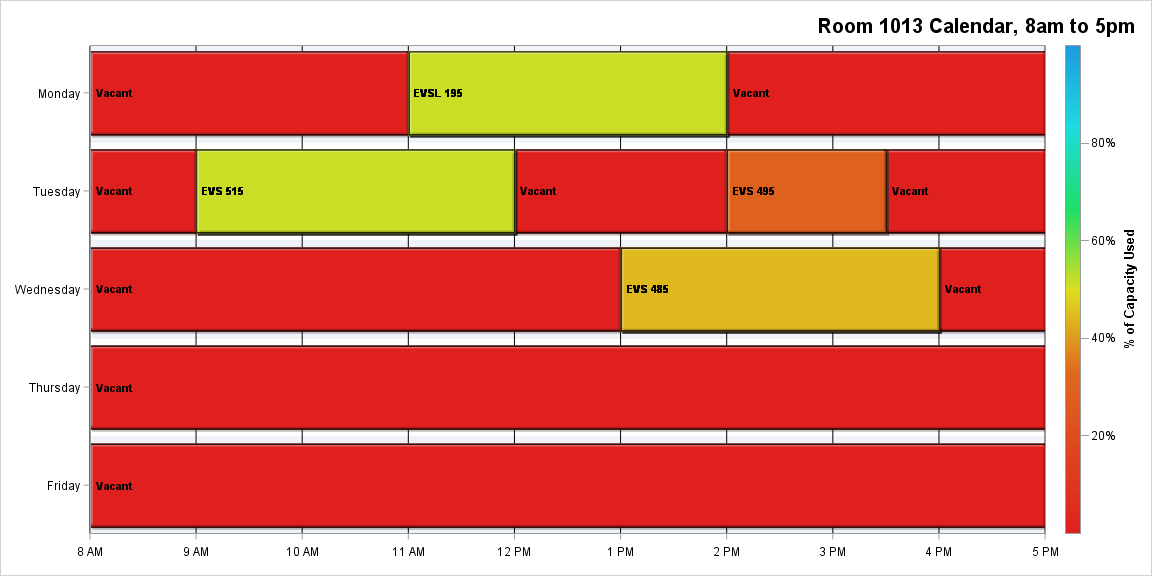 Room 1013 Calendar, 8am to 5pm
Monday
Vacant
EVSL 195
Vacant
Tuesday
Vacant
EVS 515
Vacant
EVS 495
Vacant
Wednesday
Vacant
EVS 485
Vacant
Thursday
Vacant
Friday
Vacant
8 AM
9 AM
10 AM
11 AM
12 PM
1 PM
2 PM
3 PM
4 PM
5 PM
80%
60%
40%
20%
% of Capacity Used